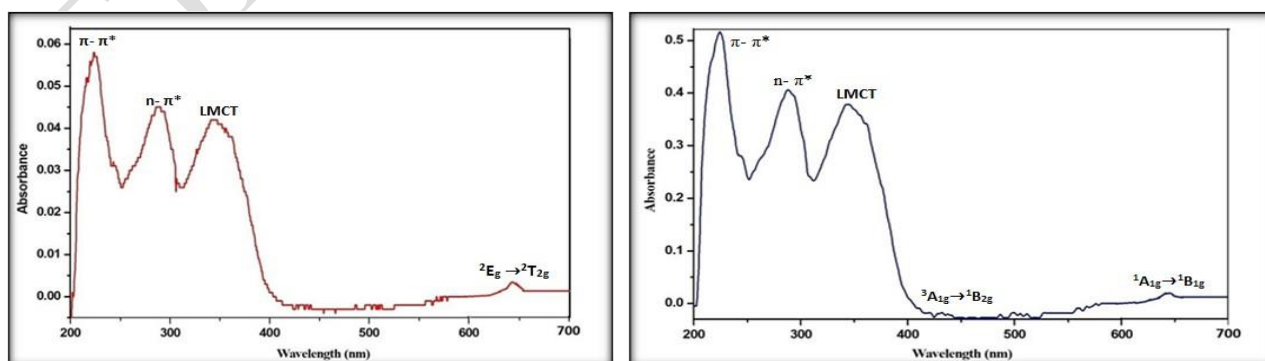 0.06
0.05
0.04
0.03
0.02
0.01
0.00
Absorbance
π- π*
n- π*
LMCT
²Eg →²T₂g
200 300 400 500 600 700
Wavelength (nm)
0.5
0.4
0.3
0.2
0.1
0.0
Absorbance
π- π*
n- π*
LMCT
³A₁g→¹B₂g
¹A₁g→¹B₁g
200 300 400 500 600 700
Wavelength (nm)